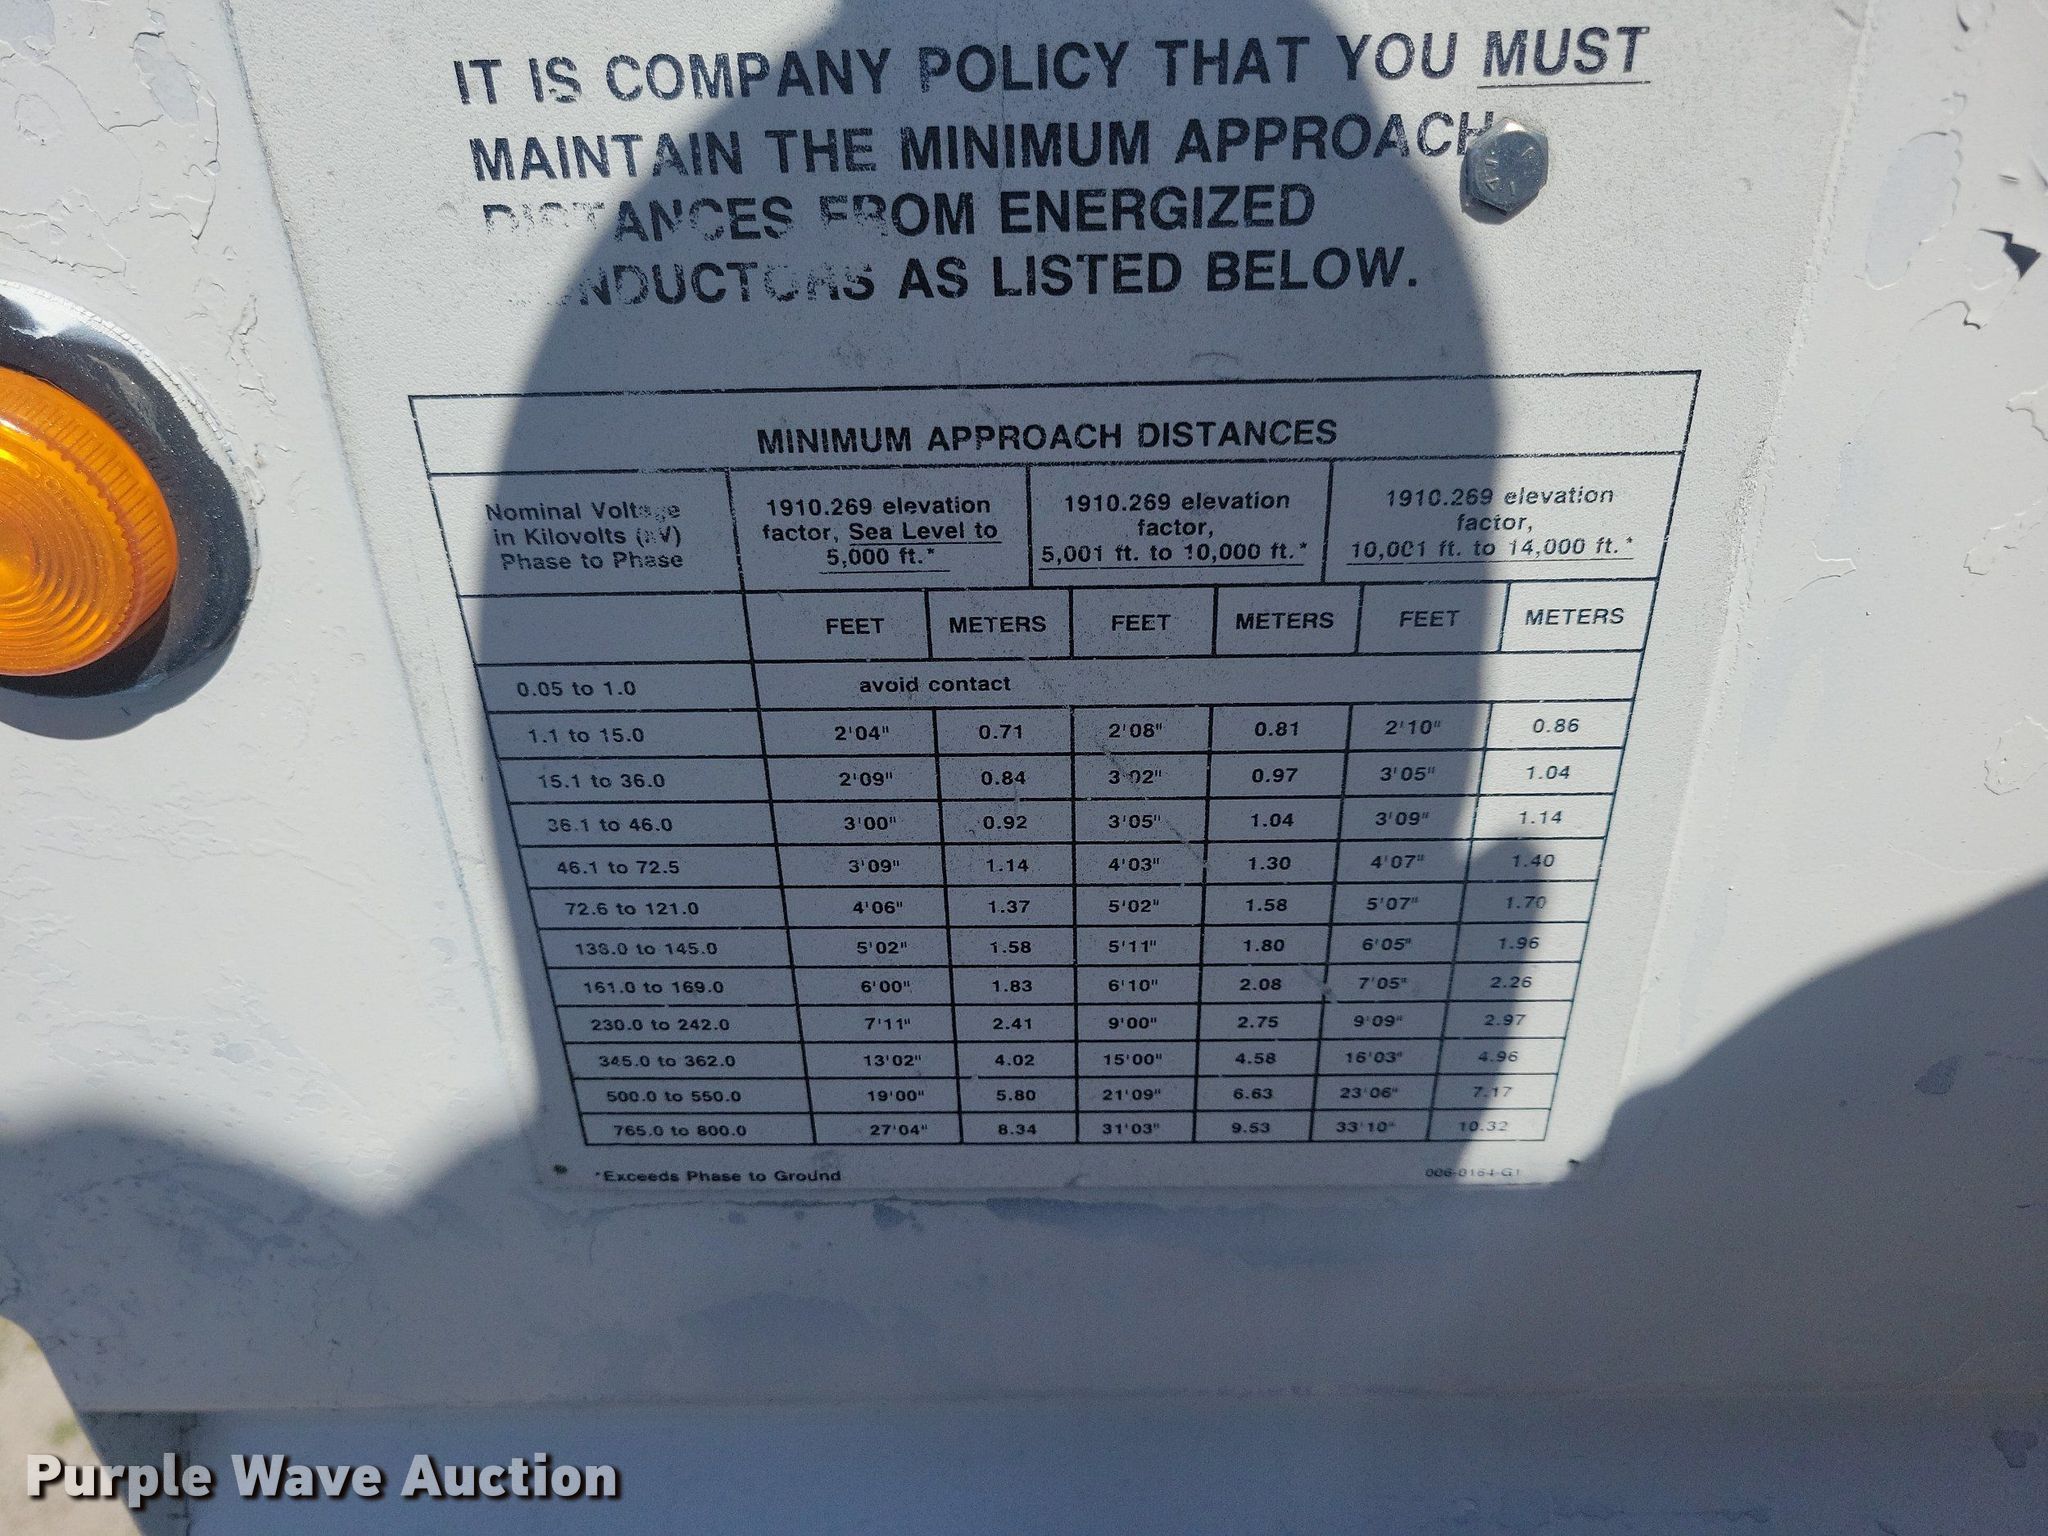 IT IS COMPANY POLICY THAT YOU MUST
MAINTAIN THE MINIMUM APPROACH
DISTANCES FROM ENERGIZED
CONDUCTORS AS LISTED BELOW.
MINIMUM APPROACH DISTANCES
Nominal Voltage
in Kilovolts (kV)
Phase to Phase
1910.269 elevation
factor, Sea Level to
5,000 ft.*
1910.269 elevation
factor,
5,001 ft. to 10,000 ft.*
1910.269 elevation
factor,
10,001 ft. to 14,000 ft.*
FEET METERS FEET METERS FEET METERS
0.05 to 1.0 avoid contact
1.1 to 15.0 2'04" 0.71 2'08" 0.81 2'10" 0.86
15.1 to 36.0 2'09" 0.84 3'02" 0.97 3'05" 1.04
36.1 to 46.0 3'00" 0.92 3'05" 1.04 3'09" 1.14
46.1 to 72.5 3'09" 1.14 4'03" 1.30 4'07" 1.40
72.6 to 121.0 4'06" 1.37 5'02" 1.58 5'07" 1.70
138.0 to 145.0 5'02" 1.58 5'11" 1.80 6'05" 1.96
161.0 to 169.0 6'00" 1.83 6'10" 2.08 7'05" 2.26
230.0 to 242.0 7'11" 2.41 9'00" 2.75 9'09" 2.97
345.0 to 362.0 13'02" 4.02 15'00" 4.58 16'03" 4.96
500.0 to 550.0 19'00" 5.80 21'09" 6.63 23'06" 7.17
765.0 to 800.0 27'04" 8.34 31'03" 9.53 33'10" 10.32
*Exceeds Phase to Ground
006-0164-G1
Purple Wave Auction